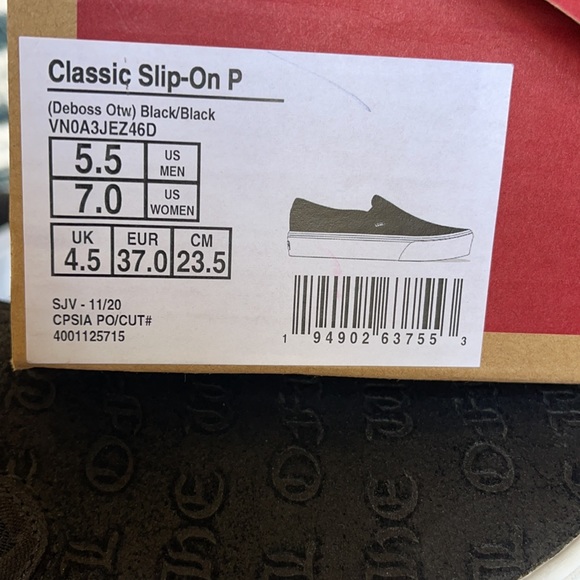 Classic Slip-On P
(Deboss Otw) Black/Black
VN0A3JEZ46D
5.5 US MEN
7.0 US WOMEN
UK EUR CM
4.5 37.0 23.5
SJV - 11/20
CPSIA PO/CUT#
4001125715
1 94902 63755 3